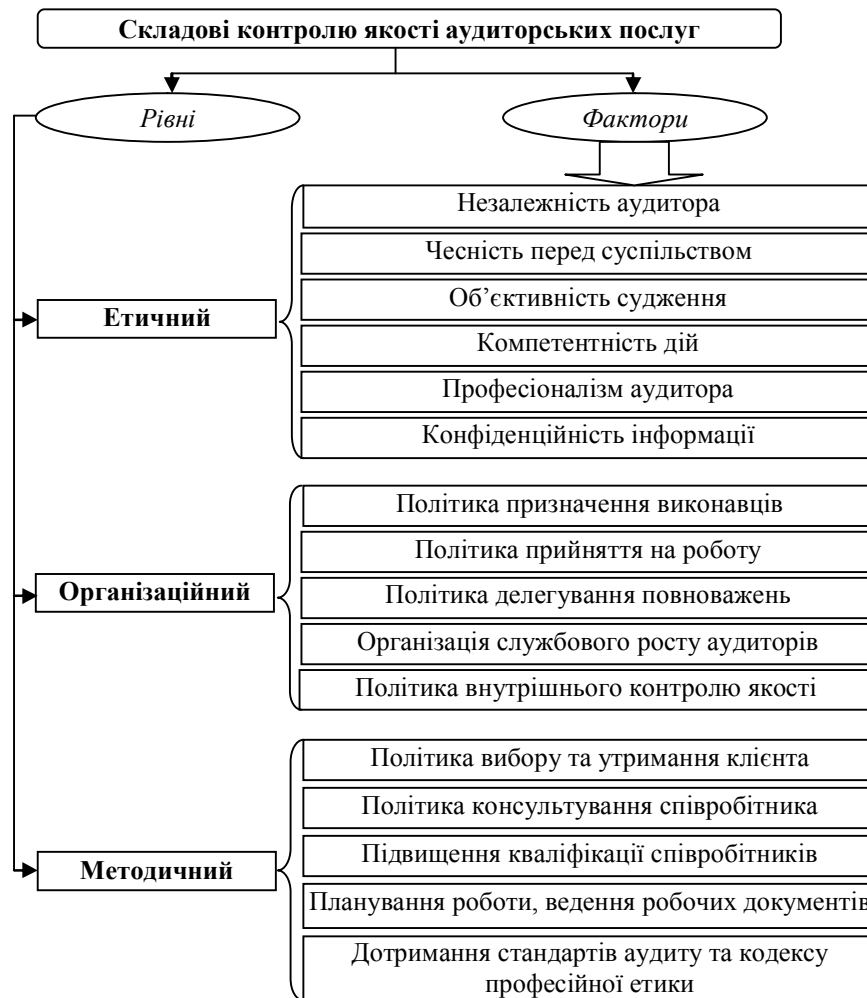 Складові контролю якості аудиторських послуг
Рівні
Фактори
Незалежність аудитора
Чесність перед суспільством
Об’єктивність судження
Етичний
Компетентність дій
Професіоналізм аудитора
Конфіденційність інформації
Політика призначення виконавців
Політика прийняття на роботу
Організаційний
Політика делегування повноважень
Організація службового росту аудиторів
Політика внутрішнього контролю якості
Політика вибору та утримання клієнта
Політика консультування співробітника
Методичний
Підвищення кваліфікації співробітників
Планування роботи, ведення робочих документів
Дотримання стандартів аудиту та кодексу
професійної етики